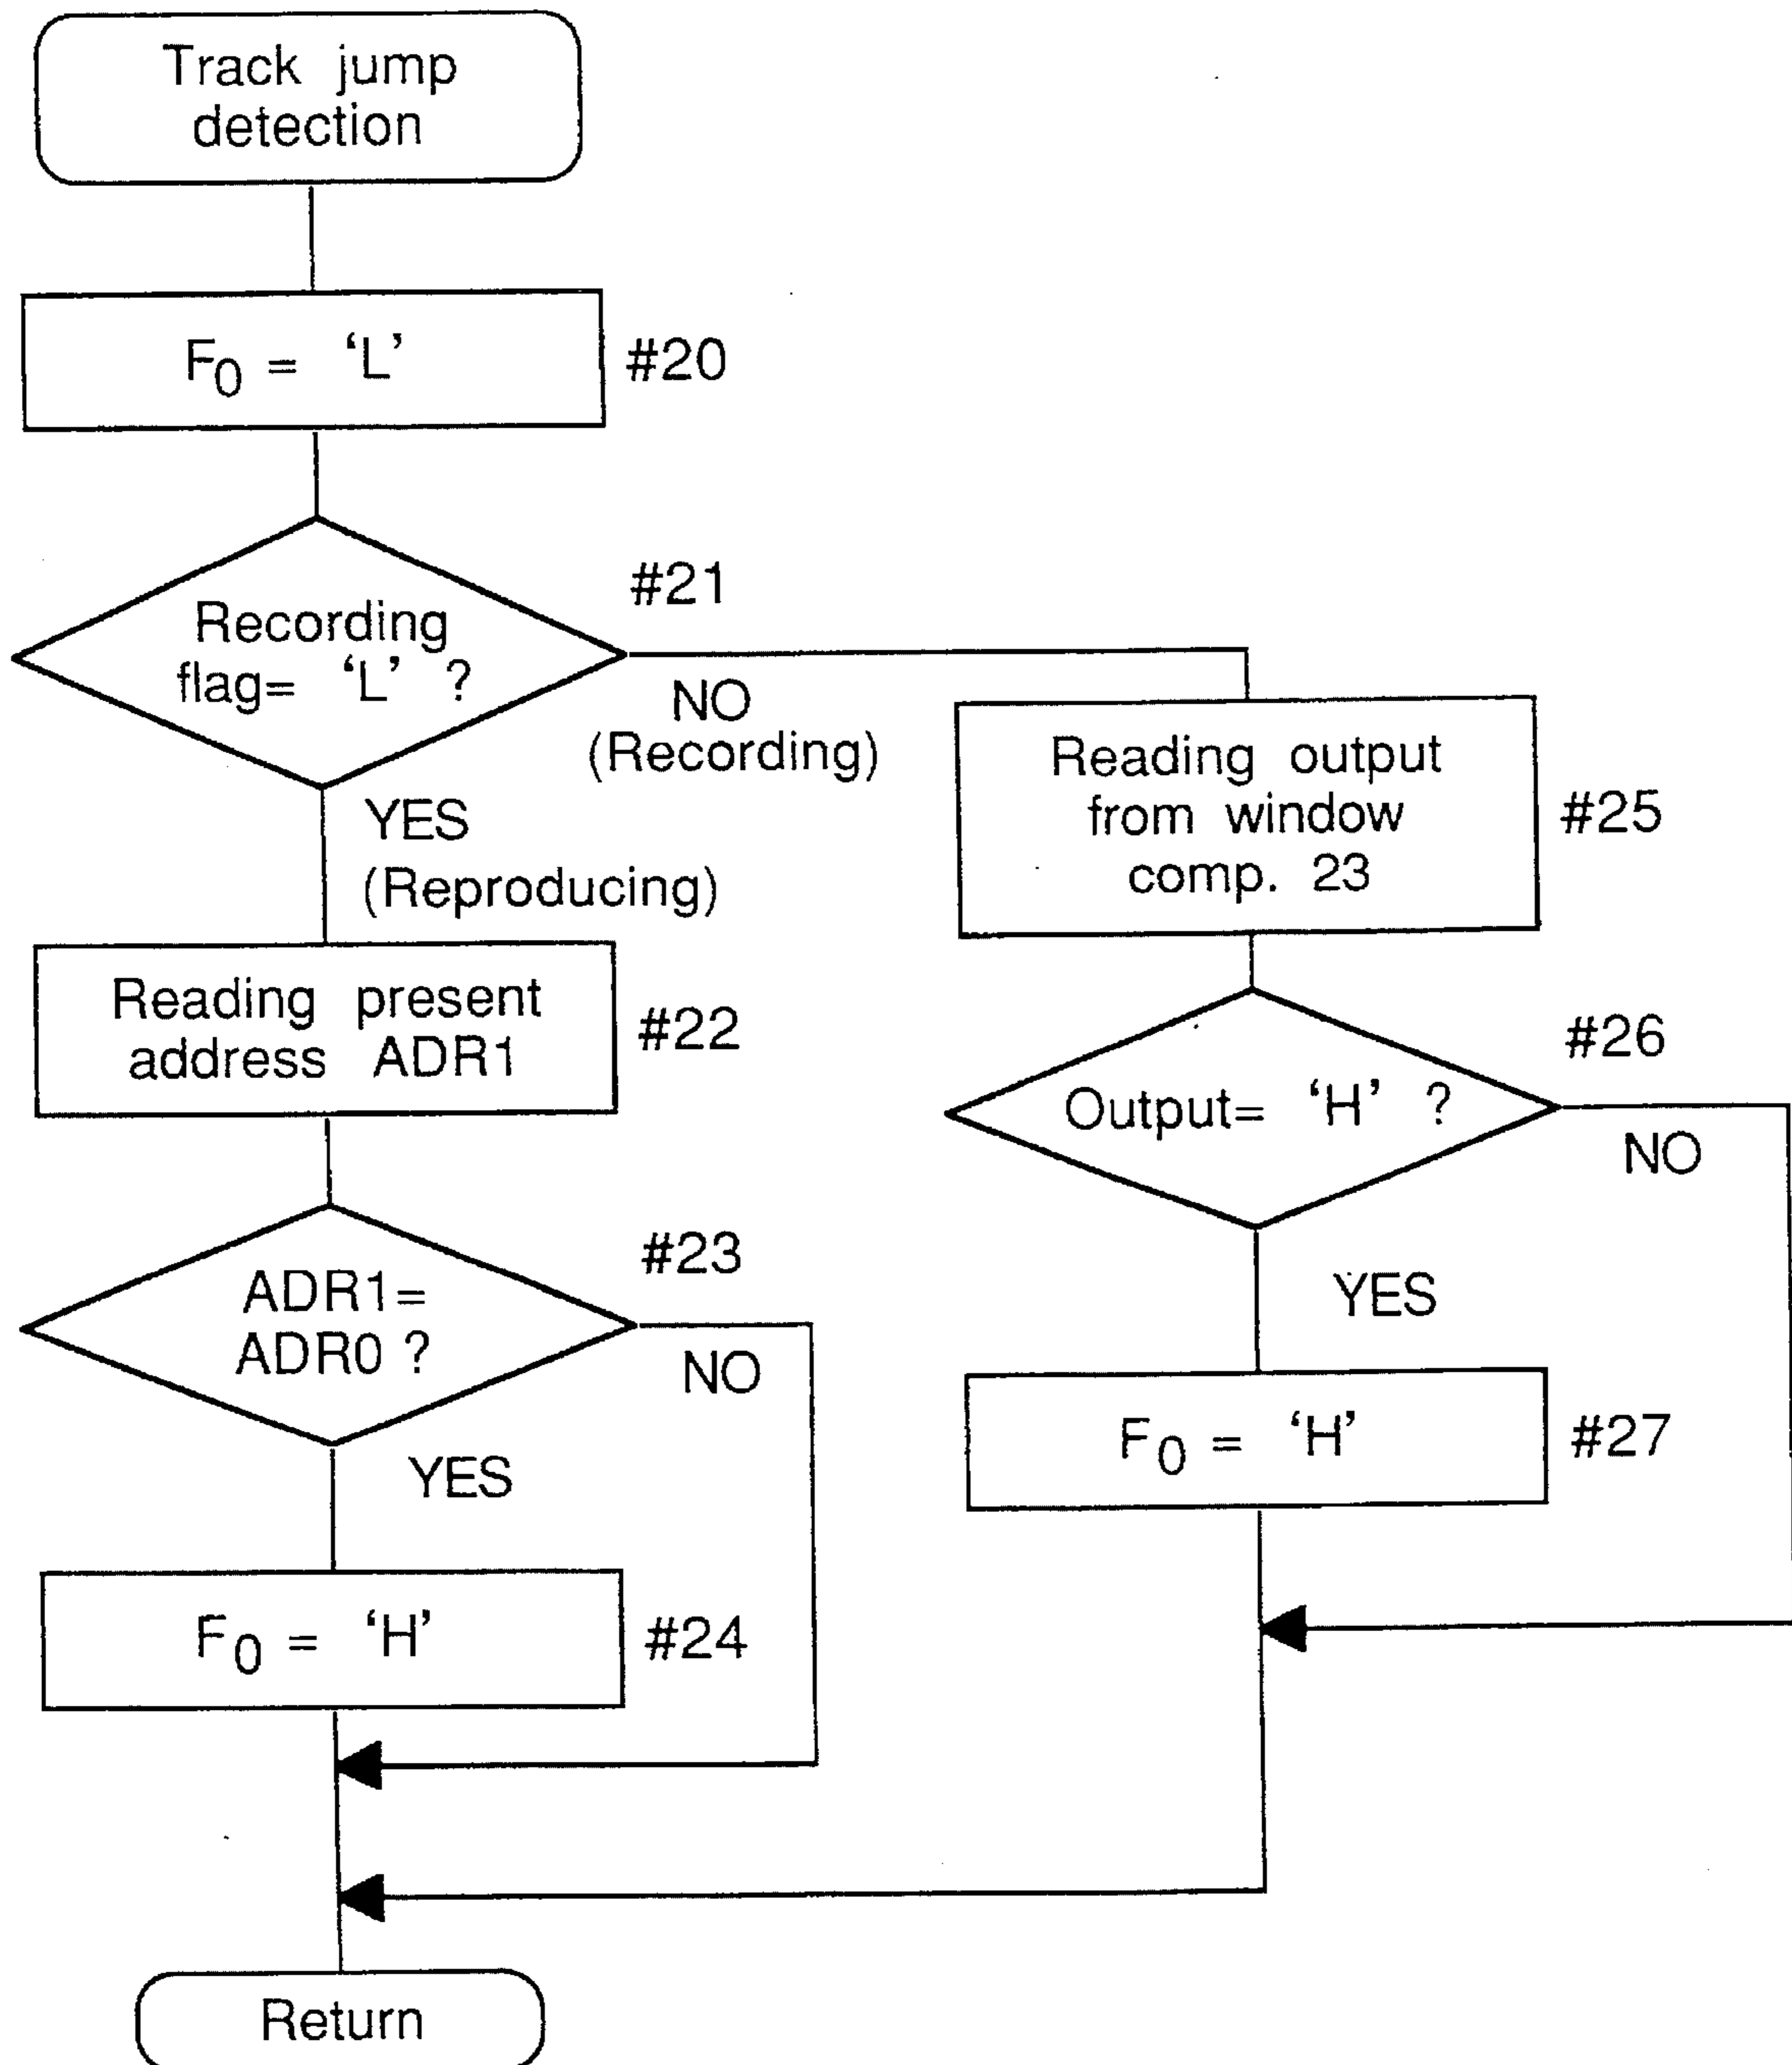 Track jump
detection
F0 = ‘L’
#20
Recording
flag= ‘L’ ?
#21
NO
(Recording)
YES
(Reproducing)
Reading present
address ADR1
#22
ADR1=
ADR0 ?
#23
NO
YES
F0 = ‘H’
#24
Reading output
from window
comp. 23
#25
Output= ‘H’ ?
#26
NO
YES
F0 = ‘H’
#27
Return